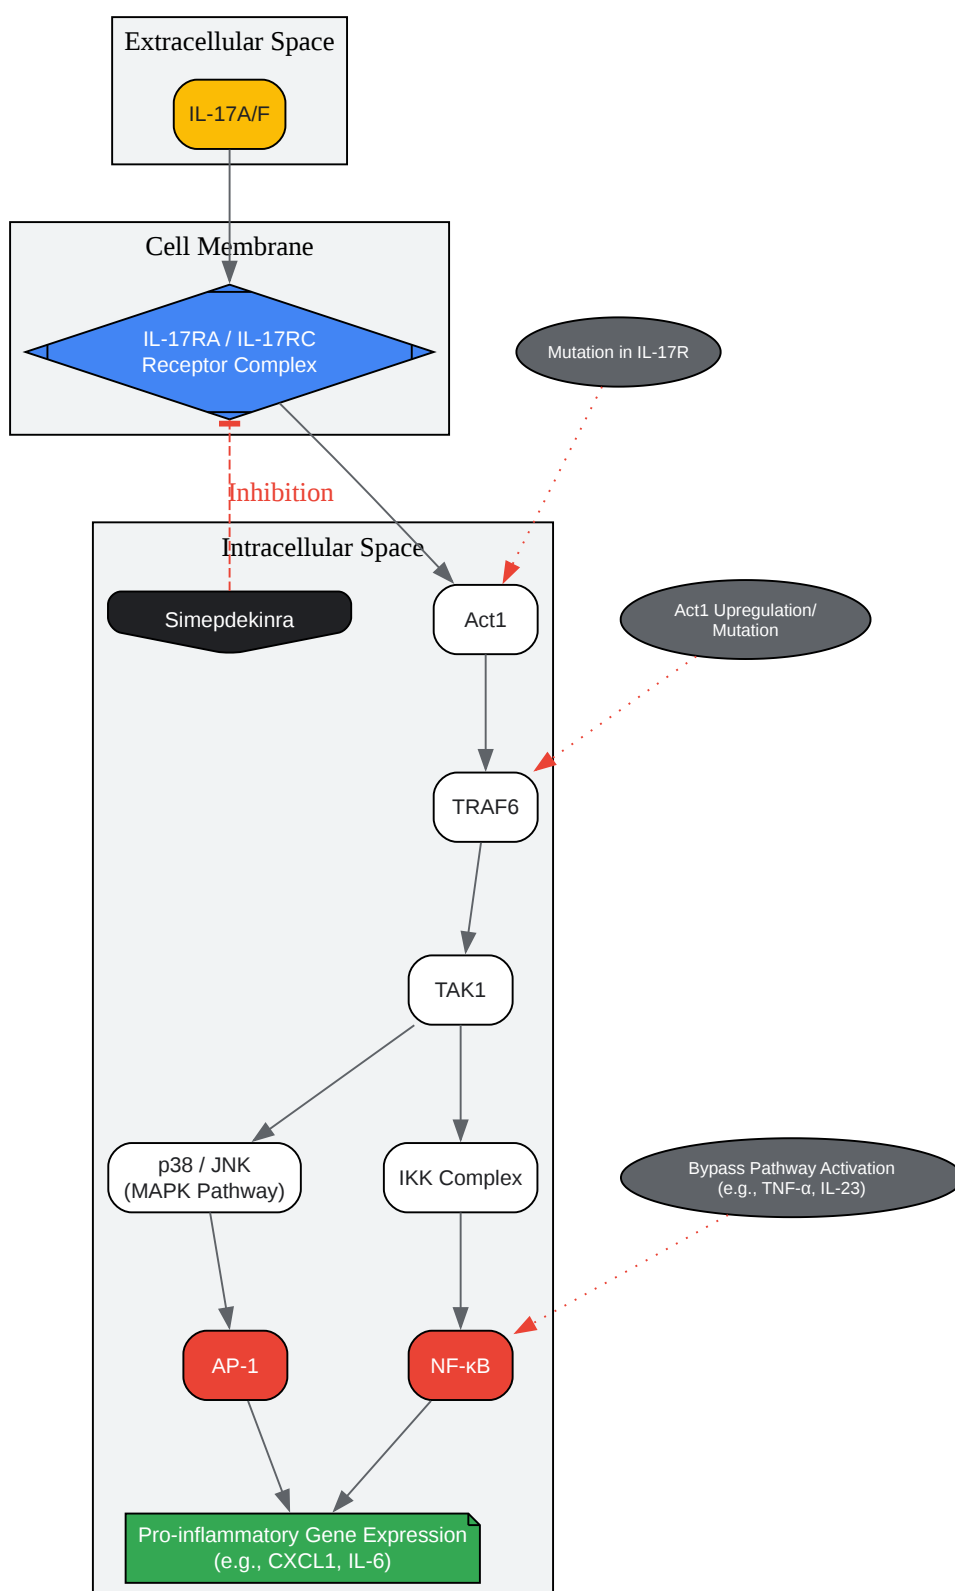 Extracellular Space
IL-17A/F
Cell Membrane
IL-17RA / IL-17RC
Receptor Complex
Mutation in IL-17R
Inhibition
Intracellular Space
Simepdekinra
Act1
Act1 Upregulation/
Mutation
TRAF6
TAK1
p38 / JNK
(MAPK Pathway)
IKK Complex
Bypass Pathway Activation
(e.g., TNF-α, IL-23)
AP-1
NF-κB
Pro-inflammatory Gene Expression
(e.g., CXCL1, IL-6)